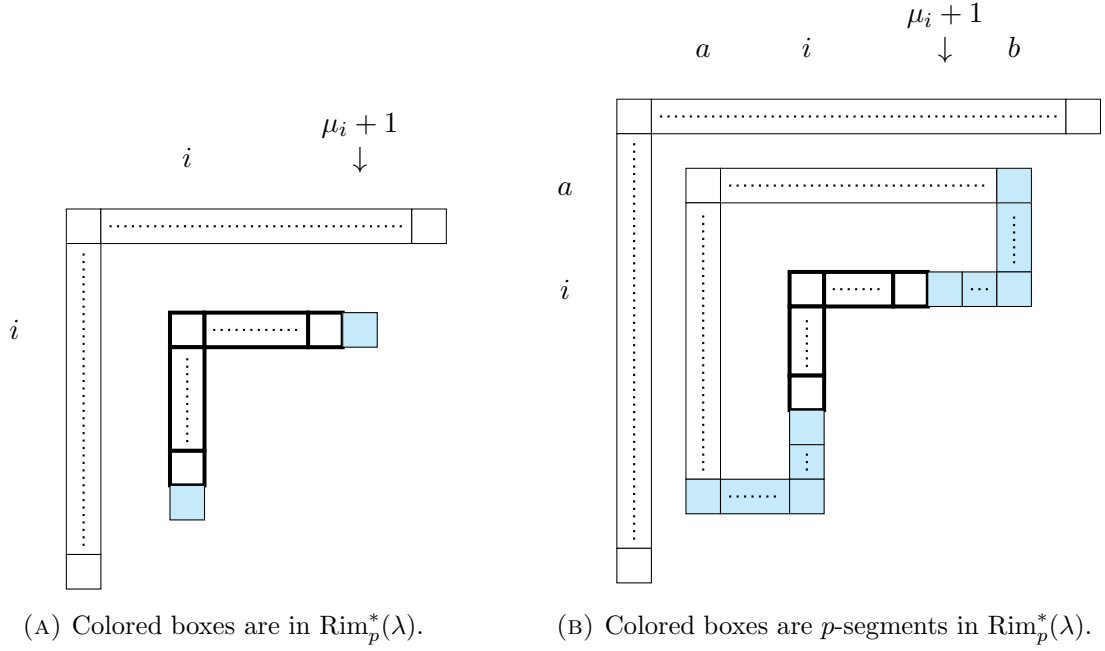 μ_i + 1
a i ↓ b
μ_i + 1
i ↓
a
i
i
(A) Colored boxes are in Rim*_p(λ).
(B) Colored boxes are p-segments in Rim*_p(λ).